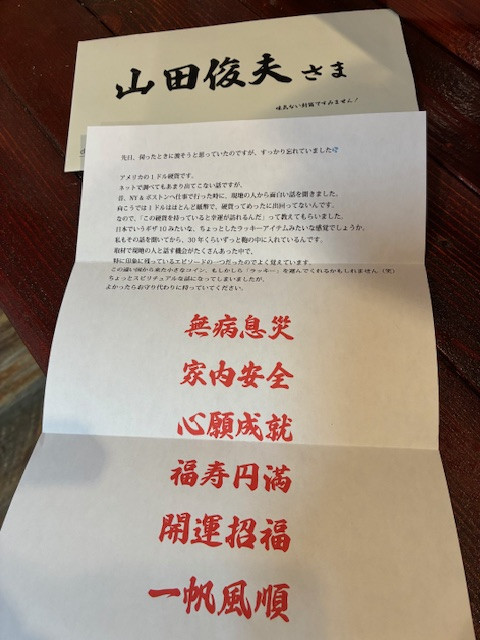 山田俊夫さま
味気ない封筒ですみません！
先日、伺ったときに渡そうと思っていたのですが、すっかり忘れていました💦
アメリカの1ドル硬貨です。
ネットで調べてもあまり出てこない話ですが、
昔、NY & ボストンへ仕事で行った時に、現地の人から面白い話を聞きました。
向こうでは1ドルはほとんど紙幣で、硬貨ってめったに出回ってないんです。
なので、「この硬貨を持っていると幸運が訪れるんだ」って教えてもらいました。
日本でいうギザ10みたいな、ちょっとしたラッキーアイテムみたいな感覚でしょうか。
私もその話を聞いてから、30年くらいずっと鞄の中に入れているんです。
取材で現地の人と話す機会がたくさんあった中で、
特に印象に残っているエピソードの一つだったのでよく覚えています。
この遠い国から来た小さなコイン、もしかしら「ラッキー」を運んでくれるかもしれません（笑）
ちょっとスピリチュアルな話になってしまいましたが、
よかったらお守り代わりに持っていてください。
無病息災
家内安全
心願成就
福寿円満
開運招福
一帆風順